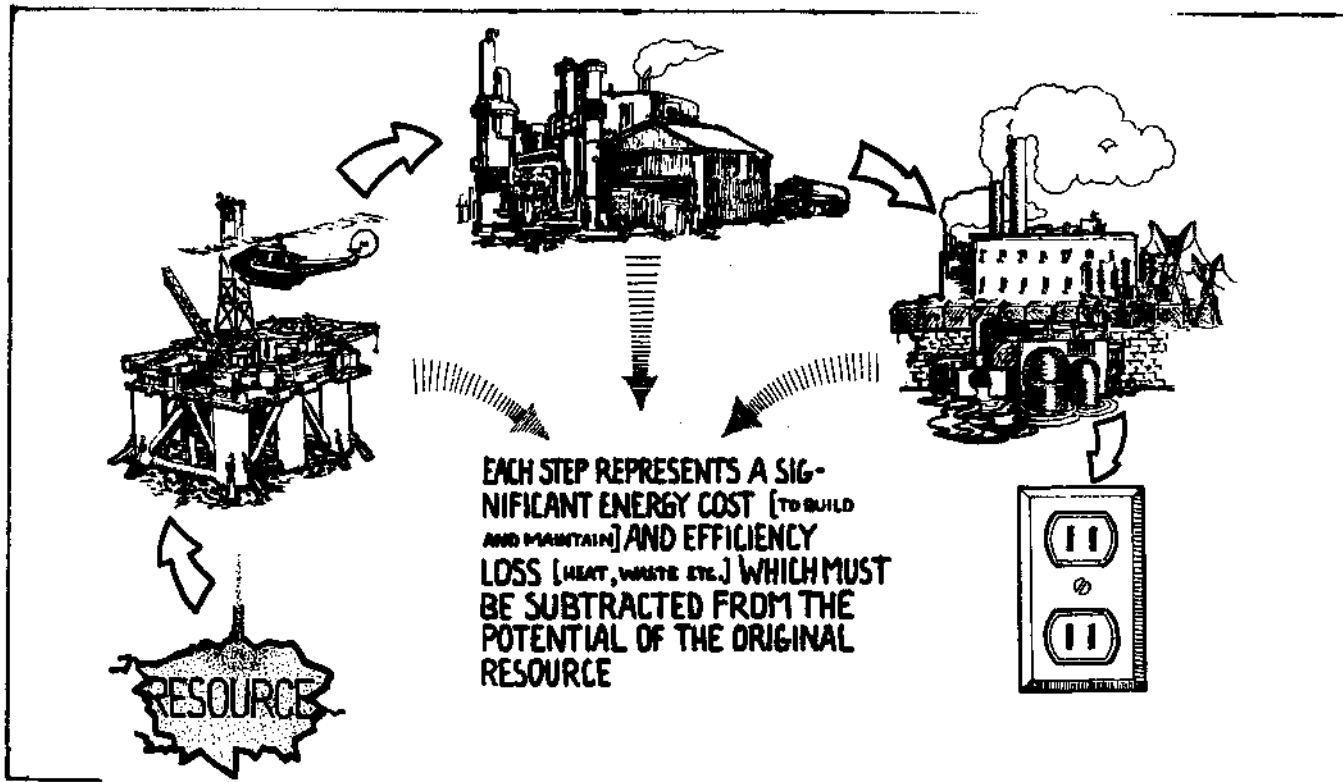 EACH STEP REPRESENTS A SIG-
NIFICANT ENERGY COST [TO BUILD
AND MAINTAIN] AND EFFICIENCY
LOSS [HEAT, WASTE ETC.] WHICH MUST
BE SUBTRACTED FROM THE
POTENTIAL OF THE ORIGINAL
RESOURCE
RESOURCE